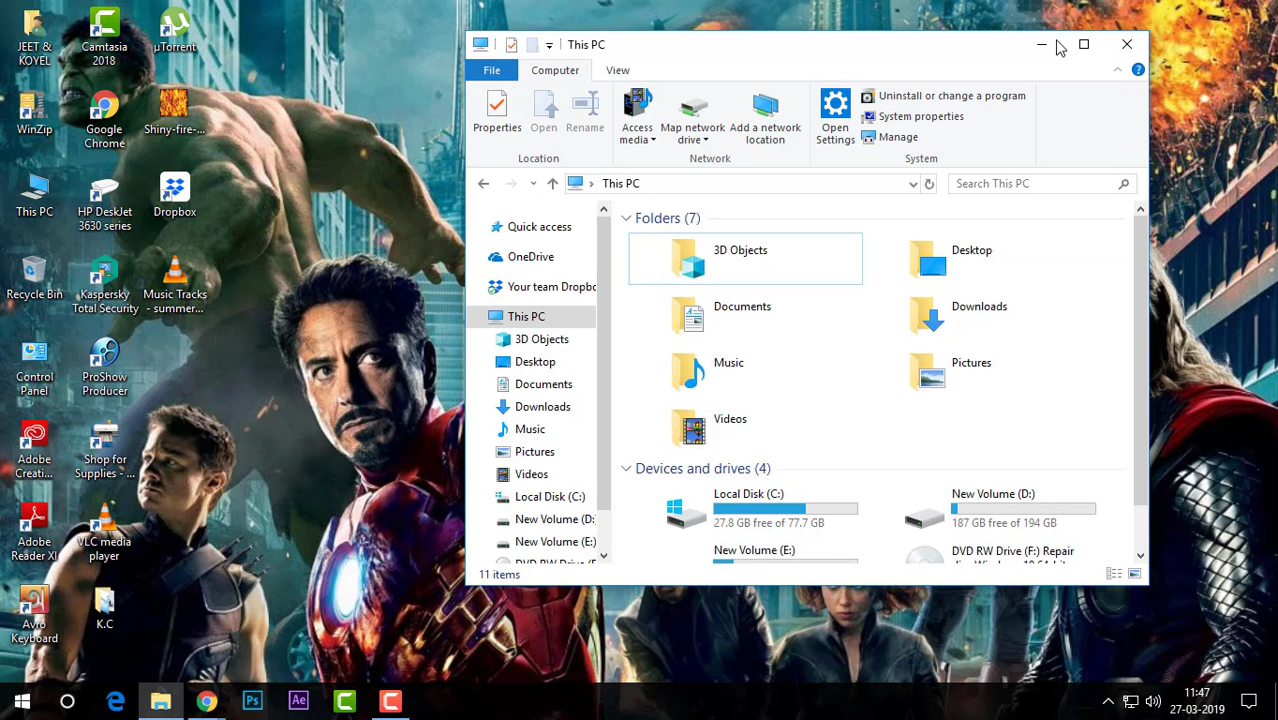 JEET &
KOYEL
Camtasia
2018
µTorrent
WinZip
Google
Chrome
Shiny-fire-...
This PC
HP DeskJet
3630 series
Dropbox
Recycle Bin
Kaspersky
Total Security
Music Tracks
- summer...
Control
Panel
ProShow
Producer
Adobe
Creati...
Shop for
Supplies - ...
Adobe
Reader XI
VLC media
player
Avro
Keyboard
K.C
This PC
File
Computer
View
Properties
Open
Rename
Access
media
Map network
drive
Add a network
location
Open
Settings
Uninstall or change a program
System properties
Manage
Location
Network
System
This PC
Search This PC
Quick access
OneDrive
Your team Dropbo
This PC
3D Objects
Desktop
Documents
Downloads
Music
Pictures
Videos
Local Disk (C:)
New Volume (D:
New Volume (E:)
Folders (7)
3D Objects
Desktop
Documents
Downloads
Music
Pictures
Videos
Devices and drives (4)
Local Disk (C:)
27.8 GB free of 77.7 GB
New Volume (D:)
187 GB free of 194 GB
New Volume (E:)
DVD RW Drive (F:) Repair
11 items
Ps
Ae
11:47
27-03-2019